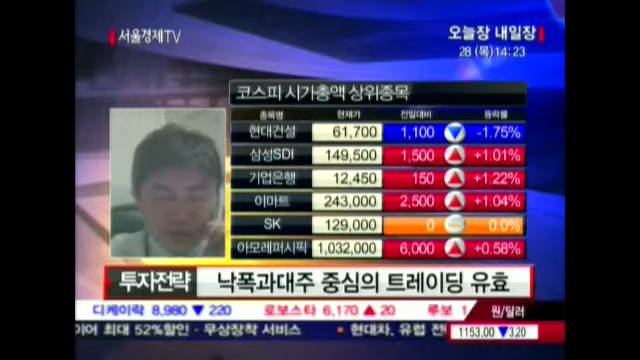 서울경제TV
오늘장 내일장
28 (목) 14:23
코스피 시가총액 상위종목
종목명 현재가 전일대비 등락률
현대건설 61,700 1,100 ▼ -1.75%
삼성SDI 149,500 1,500 ▲ +1.01%
기업은행 12,450 150 ▲ +1.22%
이마트 243,000 2,500 ▲ +1.04%
SK 129,000 0 0.0%
아모레퍼시픽 1,032,000 6,000 ▲ +0.58%
투자전략 낙폭과대주 중심의 트레이딩 유효
디케이락 8,980 ▼ 220 로보스타 6,170 ▲ 20 루보 1
원/달러
이어 최대 52%할인 - 무상장착 서비스 • 현대차, 유럽 전
1153.00 ▼3.20